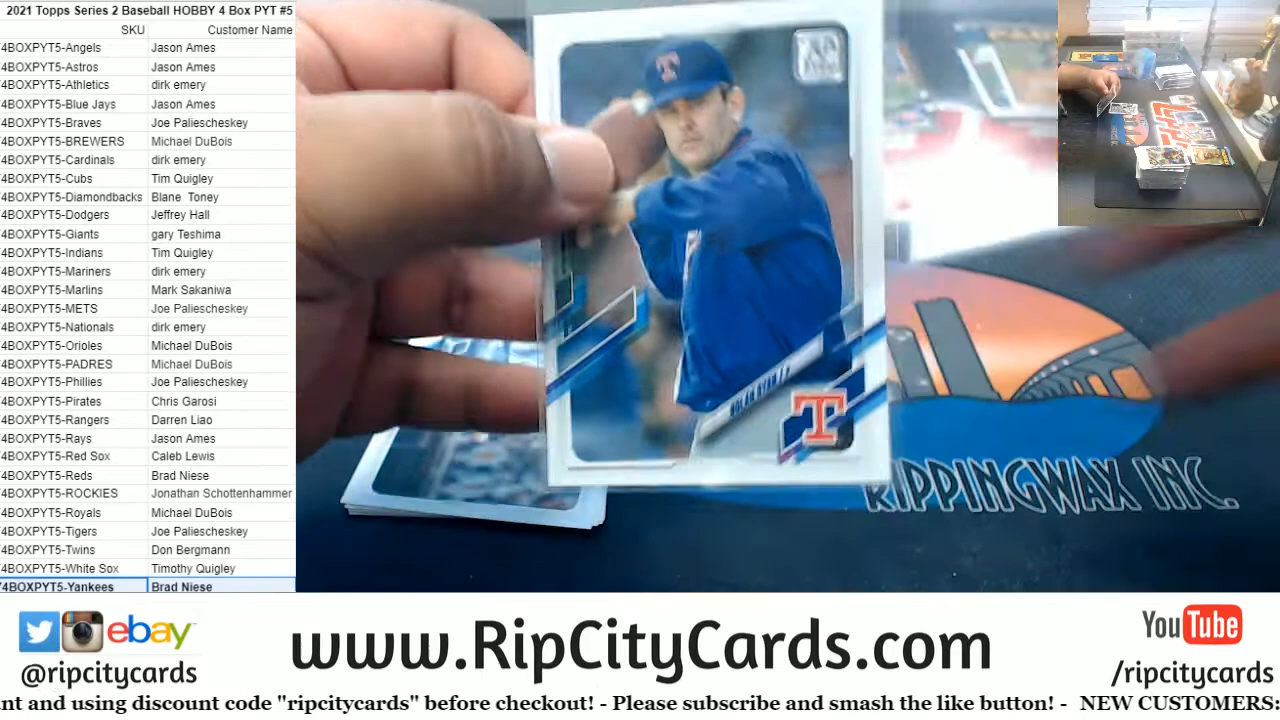 2021 Topps Series 2 Baseball HOBBY 4 Box PYT #5
SKU Customer Name
4BOXPYT5-Angels Jason Ames
4BOXPYT5-Astros Jason Ames
4BOXPYT5-Athletics dirk emery
4BOXPYT5-Blue Jays Jason Ames
4BOXPYT5-Braves Joe Paliescheskey
4BOXPYT5-BREWERS Michael DuBois
4BOXPYT5-Cardinals dirk emery
4BOXPYT5-Cubs Tim Quigley
4BOXPYT5-Diamondbacks Blane Toney
4BOXPYT5-Dodgers Jeffrey Hall
4BOXPYT5-Giants gary Teshima
4BOXPYT5-Indians Tim Quigley
4BOXPYT5-Mariners dirk emery
4BOXPYT5-Marlins Mark Sakaniwa
4BOXPYT5-METS Joe Paliescheskey
4BOXPYT5-Nationals dirk emery
4BOXPYT5-Orioles Michael DuBois
4BOXPYT5-PADRES Michael DuBois
4BOXPYT5-Phillies Joe Paliescheskey
4BOXPYT5-Pirates Chris Garosi
4BOXPYT5-Rangers Darren Liao
4BOXPYT5-Rays Jason Ames
4BOXPYT5-Red Sox Caleb Lewis
4BOXPYT5-Reds Brad Niese
4BOXPYT5-ROCKIES Jonathan Schottenhammer
4BOXPYT5-Royals Michael DuBois
4BOXPYT5-Tigers Joe Paliescheskey
4BOXPYT5-Twins Don Bergmann
4BOXPYT5-White Sox Timothy Quigley
4BOXPYT5-Yankees Brad Niese
T
NOLAN RYAN / P
T
RIPPINGWAX INC.
ebay
@ripcitycards
www.RipCityCards.com
YouTube
/ripcitycards
nt and using discount code "ripcitycards" before checkout! - Please subscribe and smash the like button! - NEW CUSTOMERS: